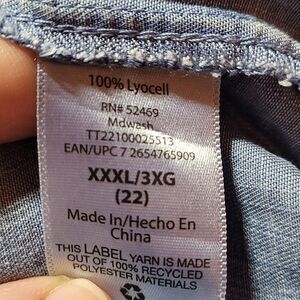 100% Lyocell
RN# 52469
Mdwash
TT22100025513
EAN/UPC 7 2654765909
XXXL/3XG
(22)
Made In/Hecho En
China
THIS LABEL YARN IS MADE
OUT OF 100% RECYCLED
POLYESTER MATERIALS